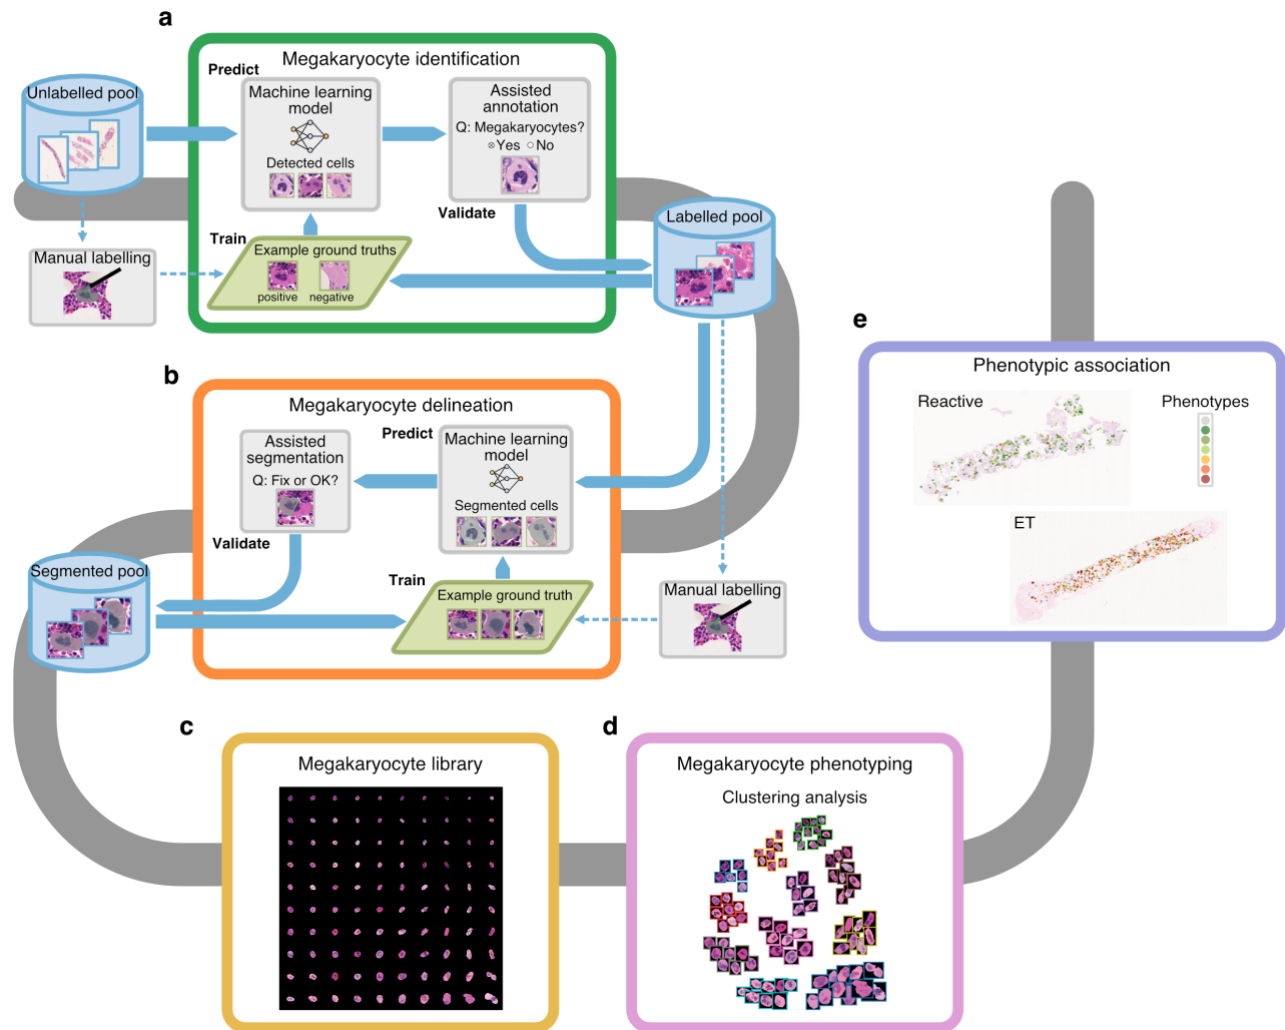 a
Megakaryocyte identification
Unlabelled pool
Predict
Machine learning
model
Detected cells
Assisted
annotation
Q: Megakaryocytes?
Yes No
Validate
Labelled pool
Manual labelling
Train
Example ground truths
positive
negative
b
Megakaryocyte delineation
Assisted
segmentation
Q: Fix or OK?
Validate
Predict
Machine learning
model
Segmented cells
Segmented pool
Train
Example ground truth
Manual labelling
c
Megakaryocyte library
d
Megakaryocyte phenotyping
Clustering analysis
e
Phenotypic association
Reactive
Phenotypes
ET